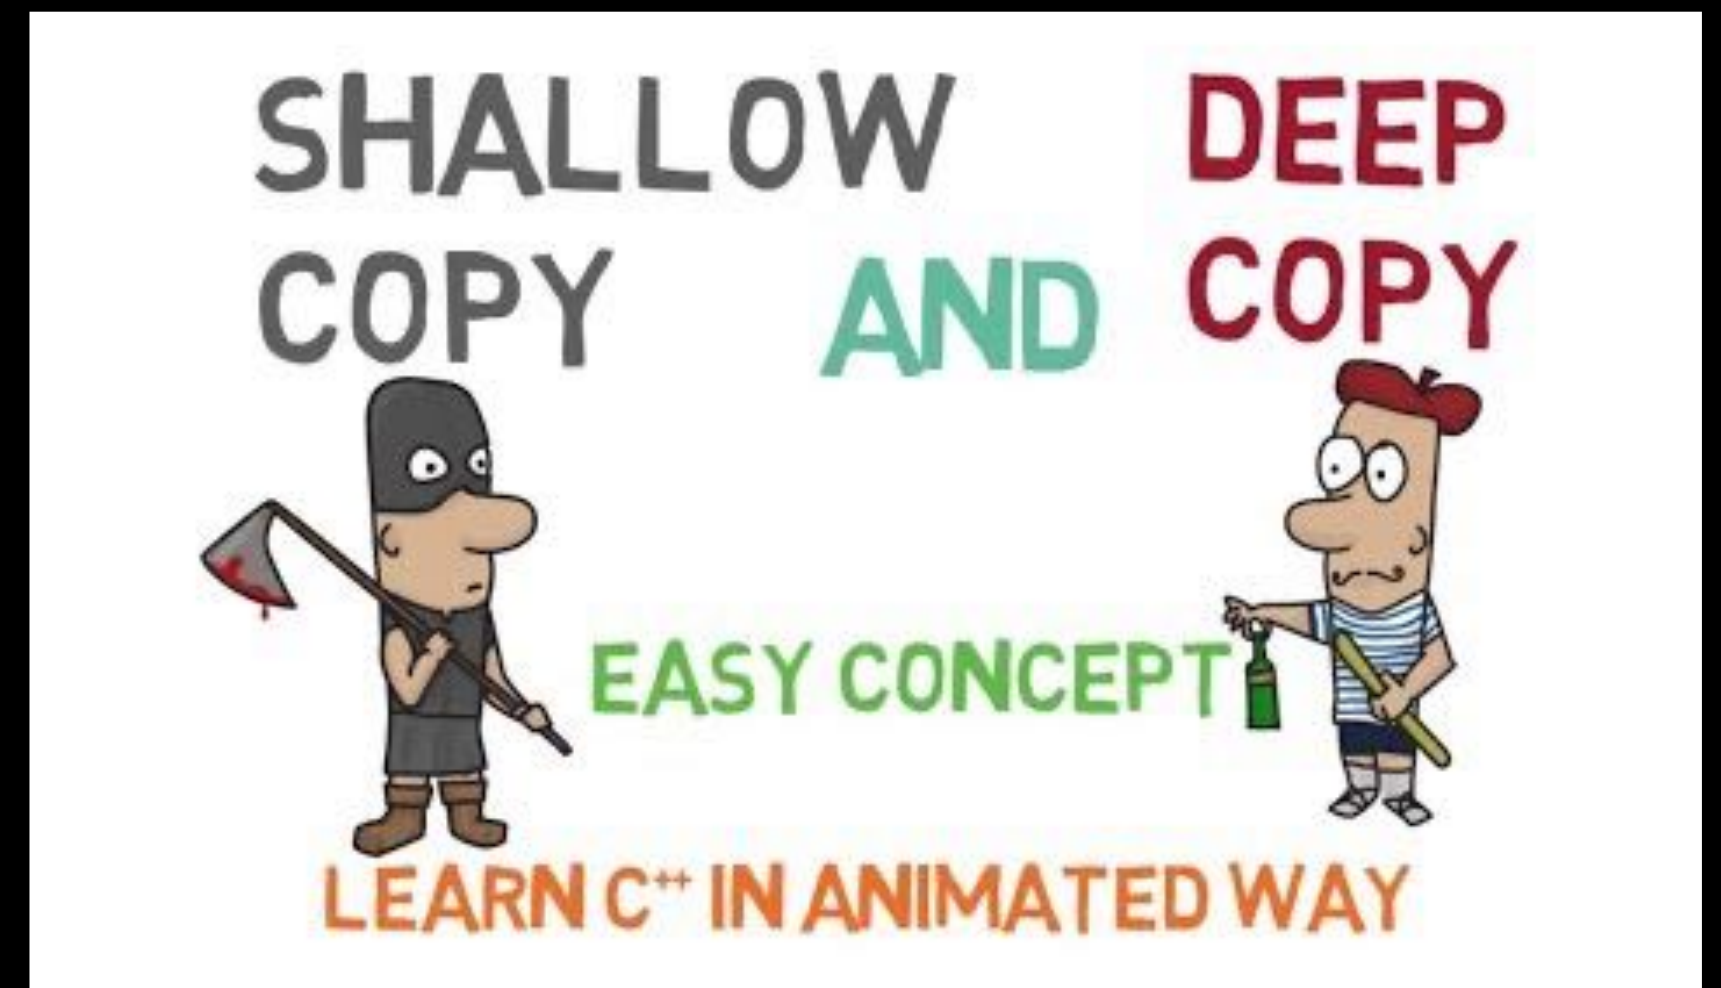 SHALLOW
COPY
AND
DEEP
COPY
EASY CONCEPT
LEARN C++ IN ANIMATED WAY